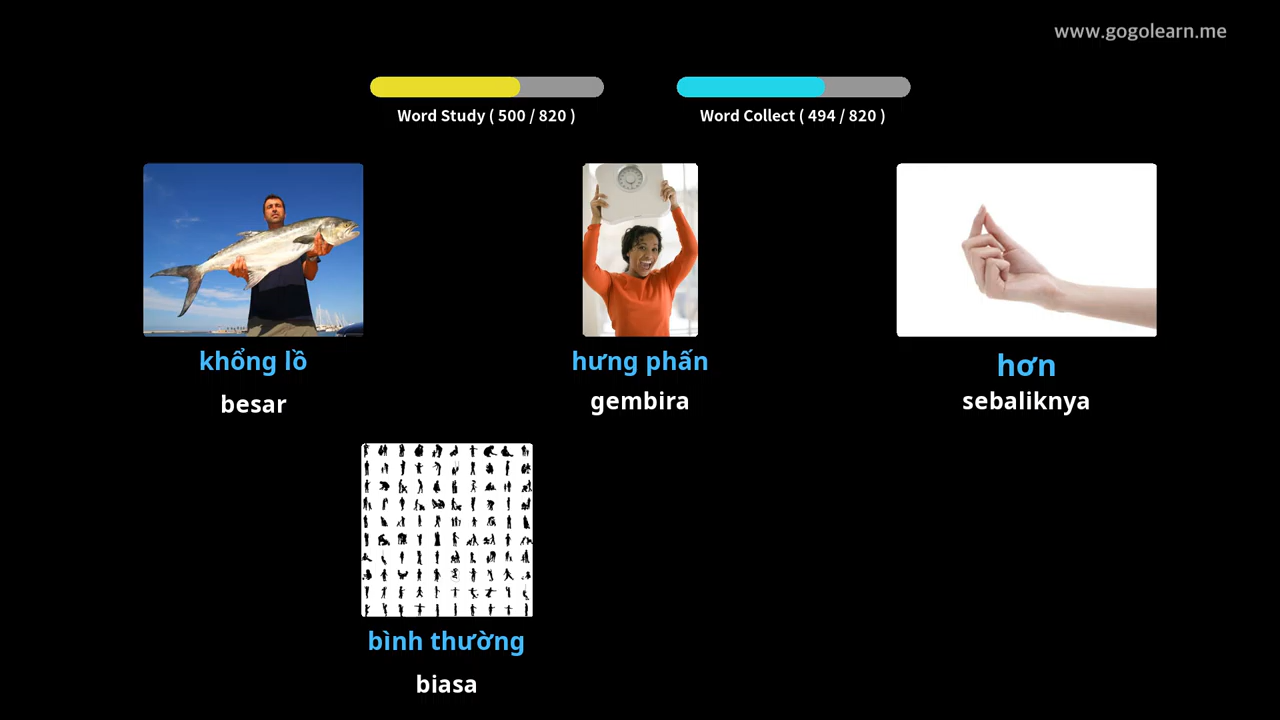 www.gogolearn.me
Word Study ( 500 / 820 )
Word Collect ( 494 / 820 )
khổng lồ
besar
hưng phấn
gembira
hơn
sebaliknya
bình thường
biasa